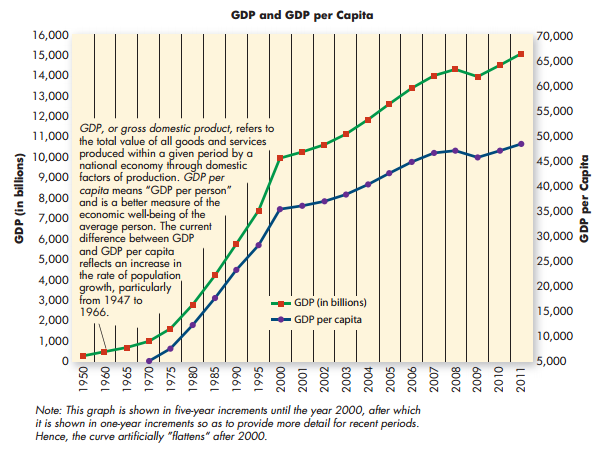 GDP and GDP per Capita
16,000
15,000
14,000
13,000
12,000
11,000
10,000
9,000
8,000
7,000
6,000
5,000
4,000
3,000
2,000
1,000
0
GDP (in billions)
70,000
65,000
60,000
55,000
50,000
45,000
40,000
35,000
30,000
25,000
20,000
15,000
10,000
5,000
GDP per Capita
GDP, or gross domestic product, refers to
the total value of all goods and services
produced within a given period by a
national economy through domestic
factors of production. GDP per
capita means “GDP per person”
and is a better measure of the
economic well-being of the
average person. The current
difference between GDP
and GDP per capita
reflects an increase in
the rate of population
growth, particularly
from 1947 to
1966.
GDP (in billions)
GDP per capita
1950
1960
1965
1970
1975
1980
1985
1990
1995
2000
2001
2002
2003
2004
2005
2006
2007
2008
2009
2010
2011
Note: This graph is shown in five-year increments until the year 2000, after which
it is shown in one-year increments so as to provide more detail for recent periods.
Hence, the curve artificially “flattens” after 2000.